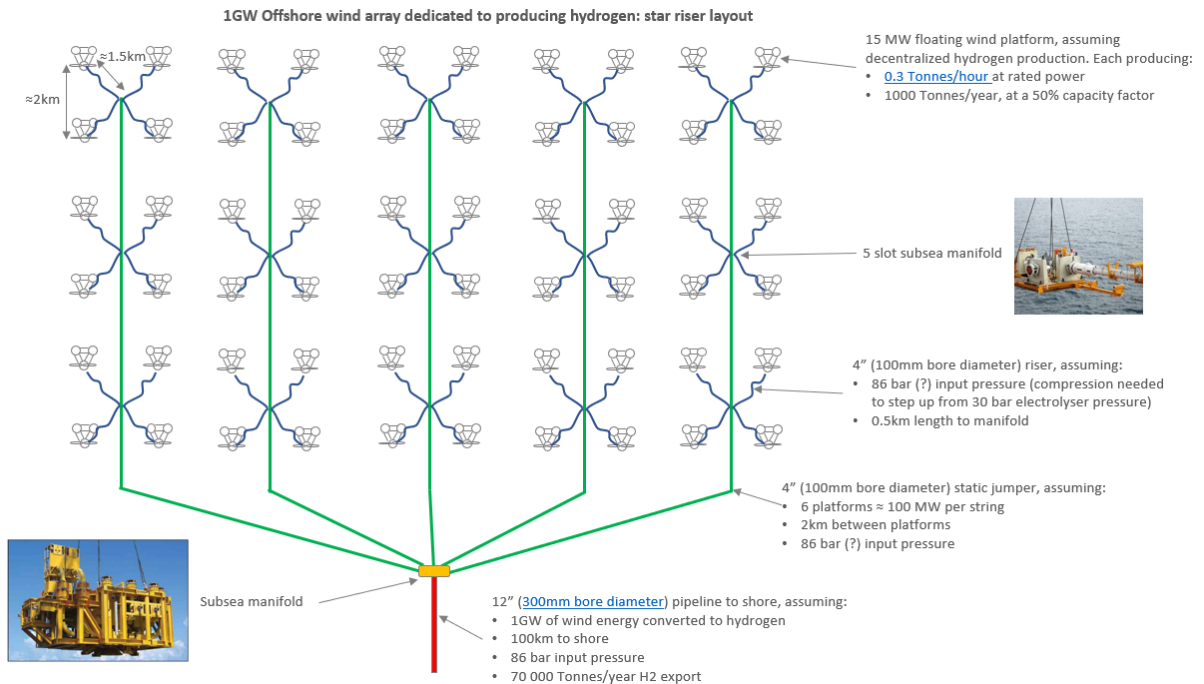 1GW Offshore wind array dedicated to producing hydrogen: star riser layout
≈1.5km
≈2km
15 MW floating wind platform, assuming
decentralized hydrogen production. Each producing:
• 0.3 Tonnes/hour at rated power
• 1000 Tonnes/year, at a 50% capacity factor
5 slot subsea manifold
4” (100mm bore diameter) riser, assuming:
• 86 bar (?) input pressure (compression needed
to step up from 30 bar electrolyser pressure)
• 0.5km length to manifold
4” (100mm bore diameter) static jumper, assuming:
• 6 platforms ≈ 100 MW per string
• 2km between platforms
• 86 bar (?) input pressure
Subsea manifold
12” (300mm bore diameter) pipeline to shore, assuming:
• 1GW of wind energy converted to hydrogen
• 100km to shore
• 86 bar input pressure
• 70 000 Tonnes/year H2 export